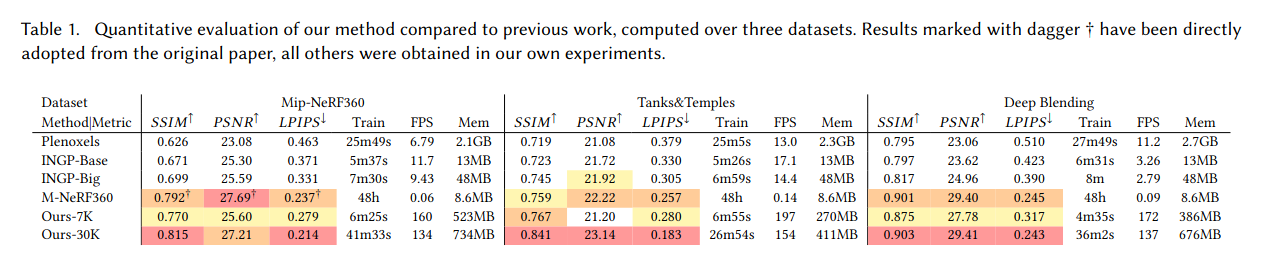 Table 1. Quantitative evaluation of our method compared to previous work, computed over three datasets. Results marked with dagger † have been directly
adopted from the original paper, all others were obtained in our own experiments.
Dataset Mip-NeRF360 Tanks&Temples Deep Blending
Method|Metric SSIM↑ PSNR↑ LPIPS↓ Train FPS Mem SSIM↑ PSNR↑ LPIPS↓ Train FPS Mem SSIM↑ PSNR↑ LPIPS↓ Train FPS Mem
Plenoxels 0.626 23.08 0.463 25m49s 6.79 2.1GB 0.719 21.08 0.379 25m5s 13.0 2.3GB 0.795 23.06 0.510 27m49s 11.2 2.7GB
INGP-Base 0.671 25.30 0.371 5m37s 11.7 13MB 0.723 21.72 0.330 5m26s 17.1 13MB 0.797 23.62 0.423 6m31s 3.26 13MB
INGP-Big 0.699 25.59 0.331 7m30s 9.43 48MB 0.745 21.92 0.305 6m59s 14.4 48MB 0.817 24.96 0.390 8m 2.79 48MB
M-NeRF360 0.792† 27.69† 0.237† 48h 0.06 8.6MB 0.759 22.22 0.257 48h 0.14 8.6MB 0.901 29.40 0.245 48h 0.09 8.6MB
Ours-7K 0.770 25.60 0.279 6m25s 160 523MB 0.767 21.20 0.280 6m55s 197 270MB 0.875 27.78 0.317 4m35s 172 386MB
Ours-30K 0.815 27.21 0.214 41m33s 134 734MB 0.841 23.14 0.183 26m54s 154 411MB 0.903 29.41 0.243 36m2s 137 676MB